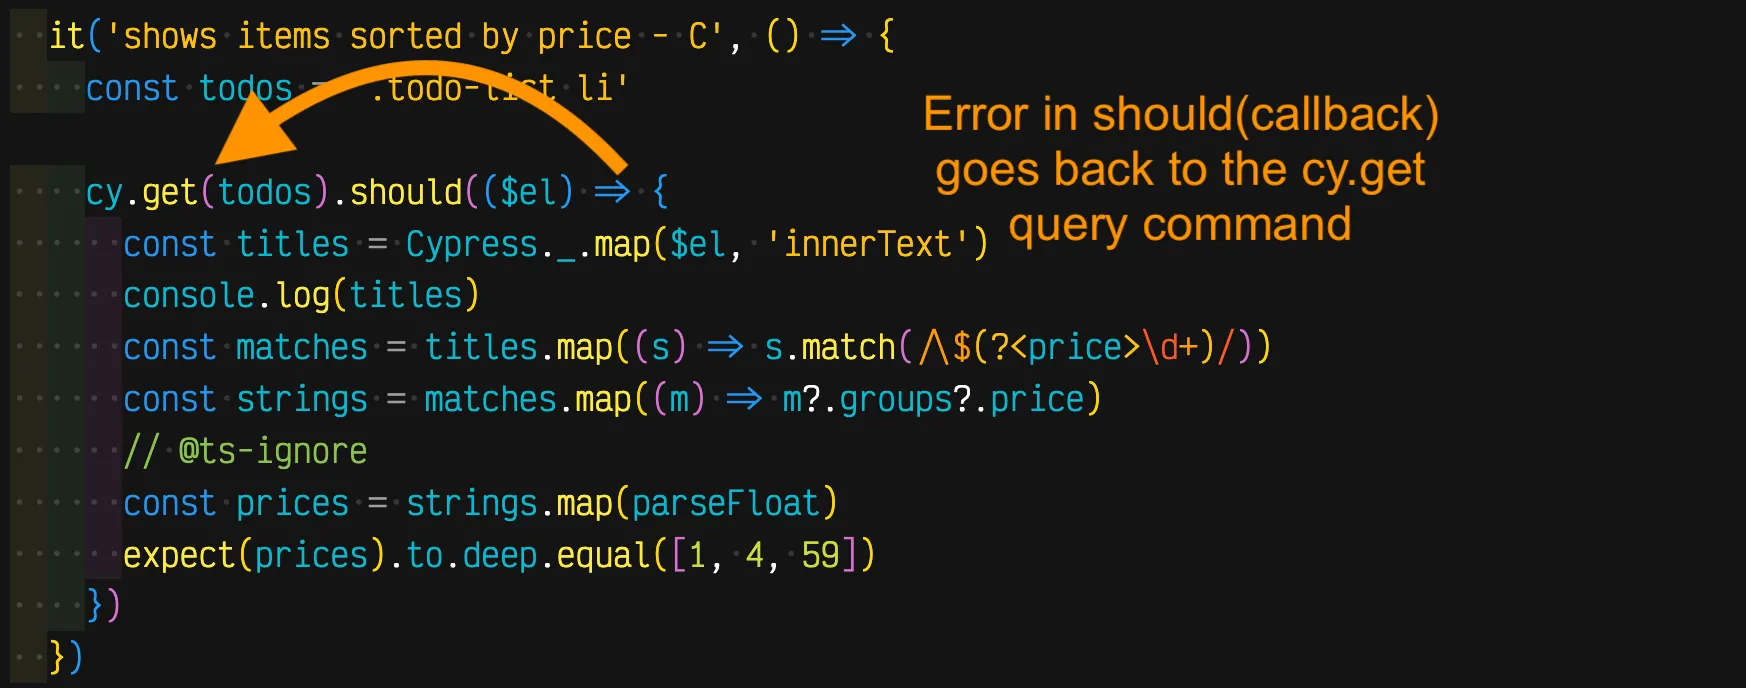 it('shows items sorted by price - C', () => {
const todos = '.todo-list li'
Error in should(callback)
goes back to the cy.get
query command
cy.get(todos).should(($el) => {
const titles = Cypress._.map($el, 'innerText')
console.log(titles)
const matches = titles.map((s) => s.match(/\$(?<price>\d+)/))
const strings = matches.map((m) => m?.groups?.price)
// @ts-ignore
const prices = strings.map(parseFloat)
expect(prices).to.deep.equal([1, 4, 59])
})
})